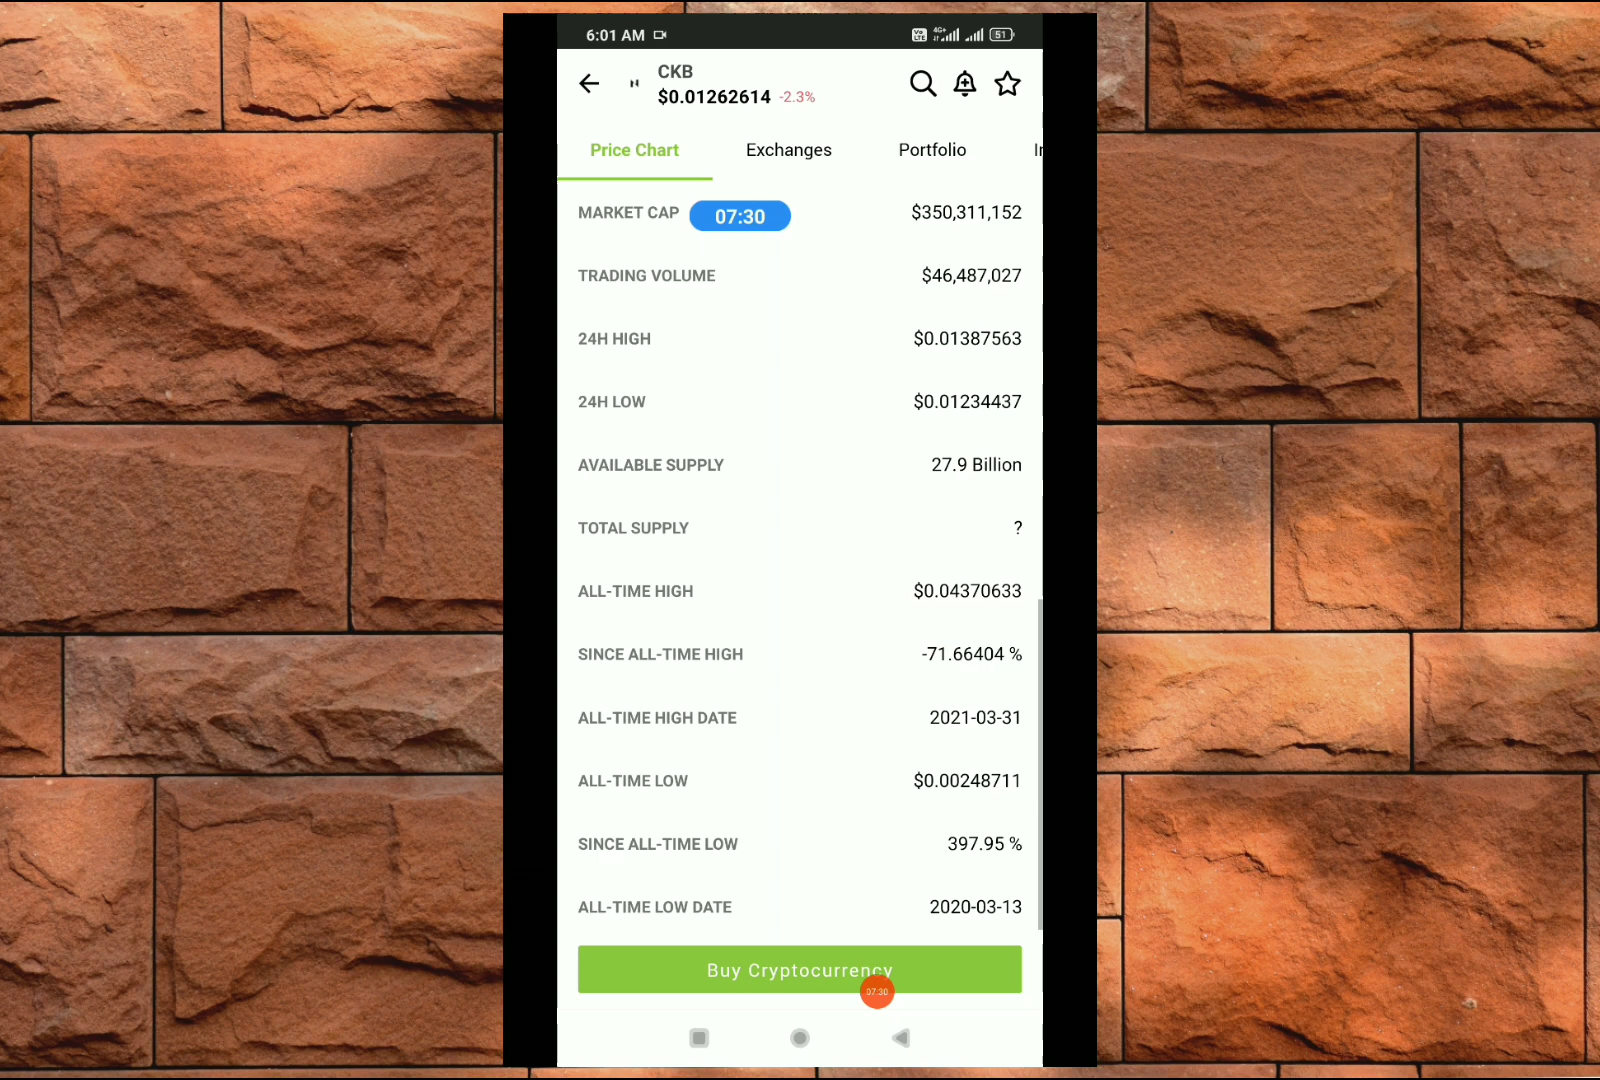 6:01 AM
Vo LTE 4G+ 51
CKB
$0.01262614 -2.3%
Price Chart Exchanges Portfolio
MARKET CAP 07:30 $350,311,152
TRADING VOLUME $46,487,027
24H HIGH $0.01387563
24H LOW $0.01234437
AVAILABLE SUPPLY 27.9 Billion
TOTAL SUPPLY ?
ALL-TIME HIGH $0.04370633
SINCE ALL-TIME HIGH -71.66404 %
ALL-TIME HIGH DATE 2021-03-31
ALL-TIME LOW $0.00248711
SINCE ALL-TIME LOW 397.95 %
ALL-TIME LOW DATE 2020-03-13
Buy Cryptocurrency
07:30